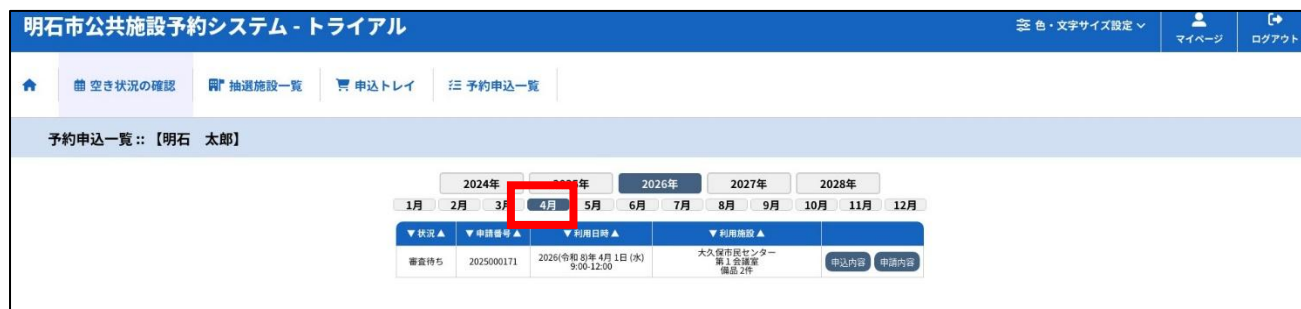 明石市公共施設予約システム - トライアル
色・文字サイズ設定
マイページ
ログアウト
空き状況の確認
抽選施設一覧
申込トレイ
予約申込一覧
予約申込一覧 :: 【明石　太郎】
2024年 2025年 2026年 2027年 2028年
1月 2月 3月 4月 5月 6月 7月 8月 9月 10月 11月 12月
▼状況▲ ▼申請番号▲ ▼利用日時▲ ▼利用施設▲
審査待ち 2025000171 2026(令和 8)年 4月 1日 (水)
9:00-12:00
大久保市民センター
第１会議室
備品 2件
申込内容 申請内容